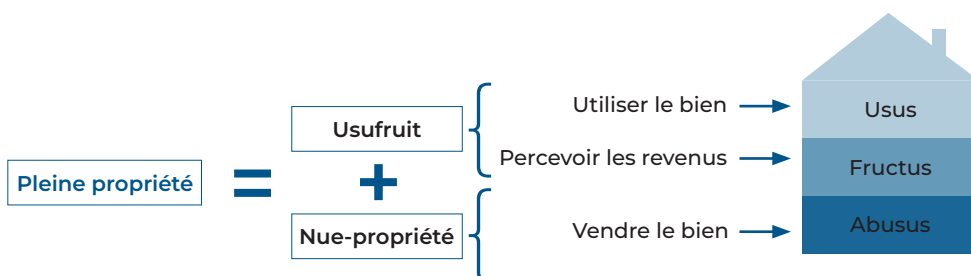 Pleine propriété
=
Usufruit
+
Nue-propriété
Utiliser le bien
Percevoir les revenus
Vendre le bien
Usus
Fructus
Abusus